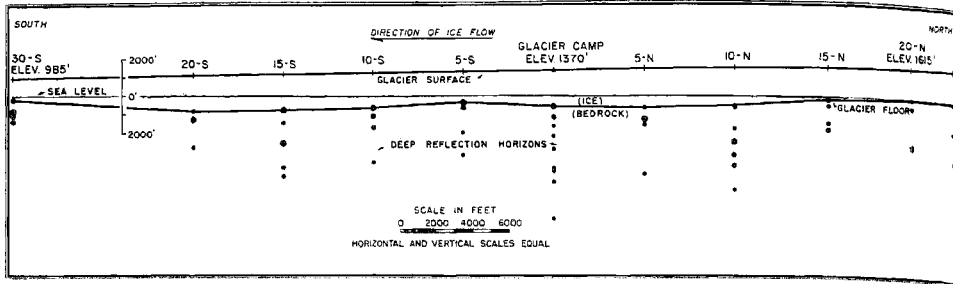 SOUTH
NORTH
DIRECTION OF ICE FLOW
30-S
ELEV. 985'
2000'
20-S
15-S
10-S
5-S
GLACIER CAMP
ELEV. 1370'
5-N
10-N
15-N
20-N
ELEV. 1615'
GLACIER SURFACE
SEA LEVEL
0'
(ICE)
(BEDROCK)
GLACIER FLOOR
2000'
DEEP REFLECTION HORIZONS
SCALE IN FEET
0 2000 4000 6000
HORIZONTAL AND VERTICAL SCALES EQUAL